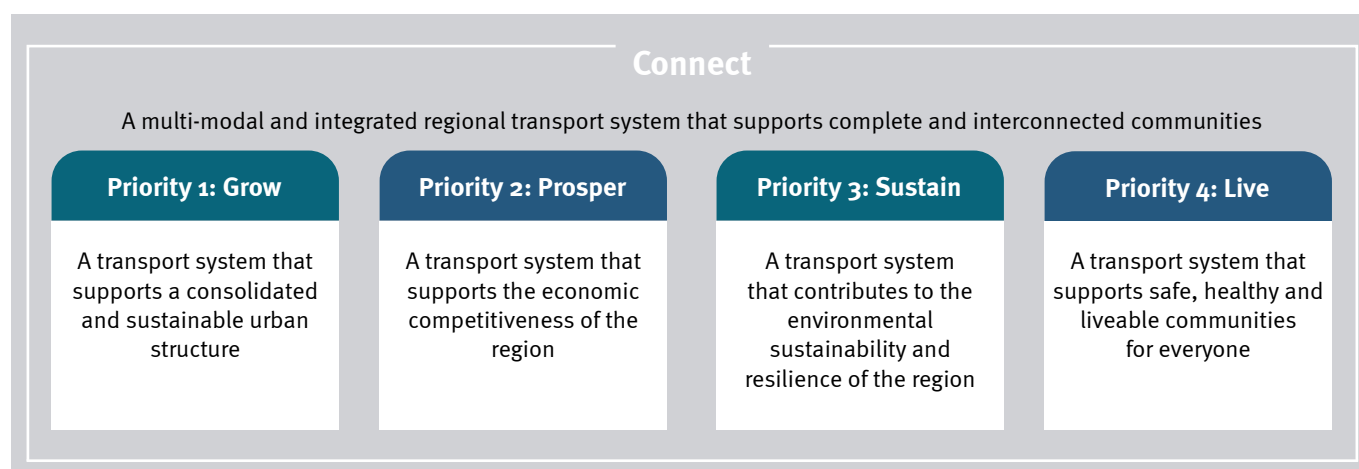 Connect
A multi-modal and integrated regional transport system that supports complete and interconnected communities
Priority 1: Grow
A transport system that
supports a consolidated
and sustainable urban
structure
Priority 2: Prosper
A transport system that
supports the economic
competitiveness of the
region
Priority 3: Sustain
A transport system
that contributes to the
environmental
sustainability and
resilience of the region
Priority 4: Live
A transport system that
supports safe, healthy and
liveable communities
for everyone